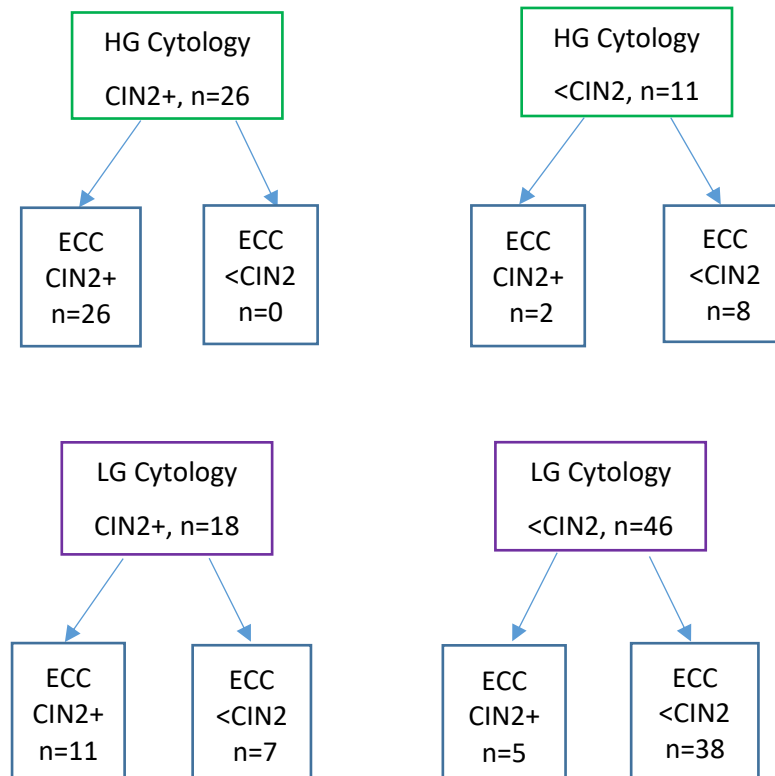 HG Cytology
CIN2+, n=26
HG Cytology
<CIN2, n=11
ECC
CIN2+
n=26
ECC
<CIN2
n=0
ECC
CIN2+
n=2
ECC
<CIN2
n=8
LG Cytology
CIN2+, n=18
LG Cytology
<CIN2, n=46
ECC
CIN2+
n=11
ECC
<CIN2
n=7
ECC
CIN2+
n=5
ECC
<CIN2
n=38